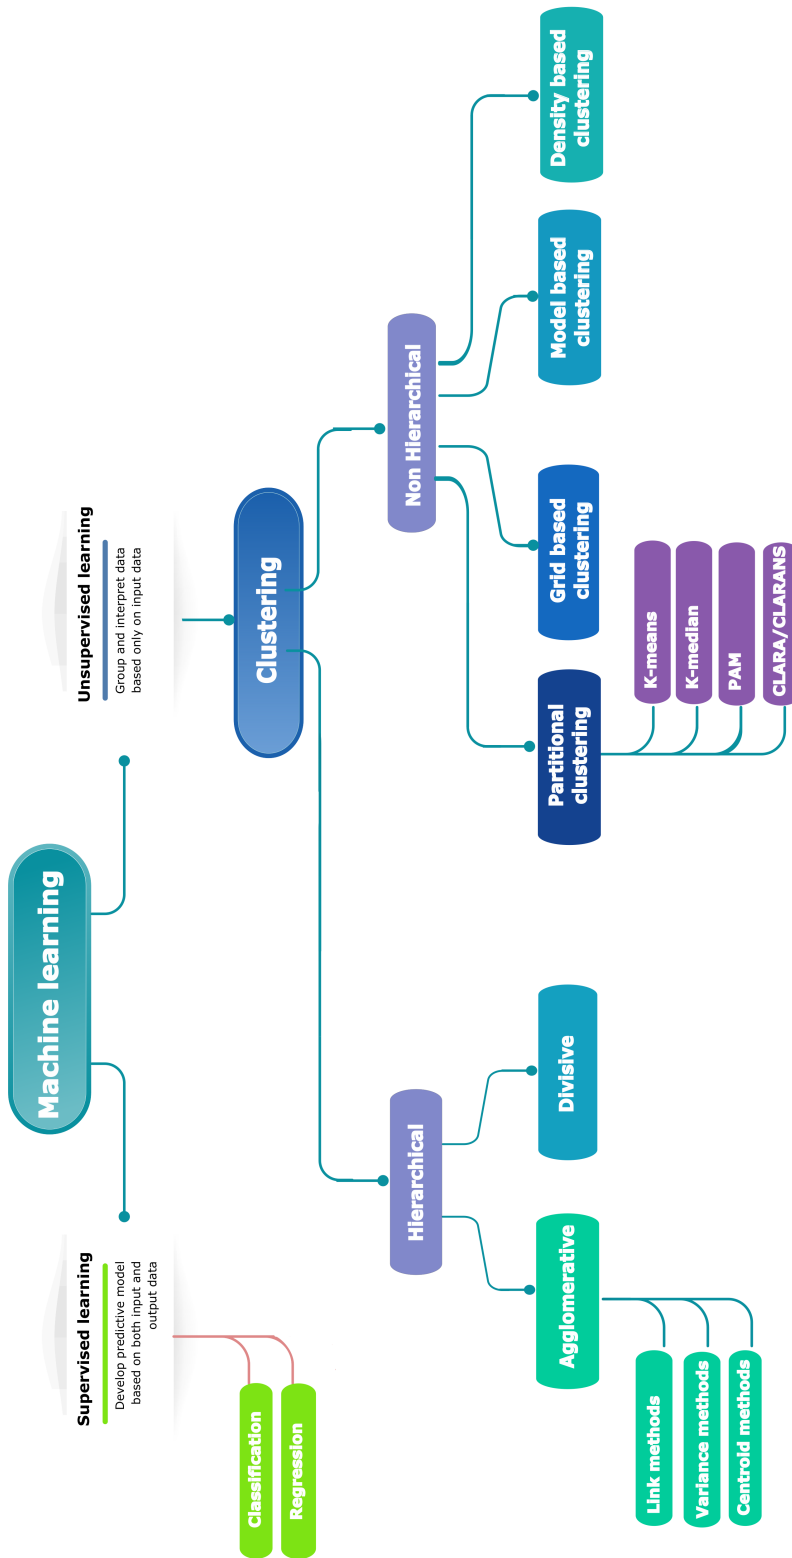 Machine learning
Supervised learning
Develop predictive model
based on both input and
output data
Classification
Regression
Unsupervised learning
Group and interpret data
based only on input data
Clustering
Hierarchical
Agglomerative
Link methods
Variance methods
Centroid methods
Divisive
Non Hierarchical
Partitional
clustering
K-means
K-median
PAM
CLARA/CLARANS
Grid based
clustering
Model based
clustering
Density based
clustering